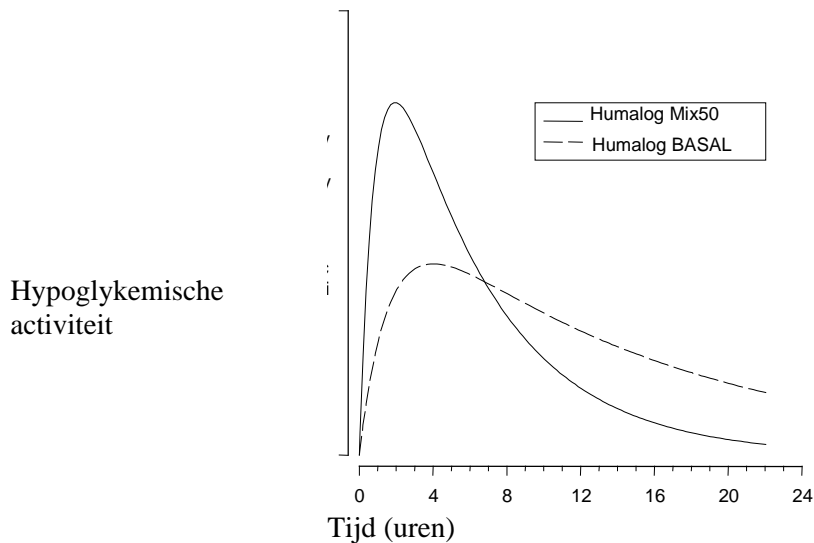 Humalog Mix50
Humalog BASAL
Hypoglykemische
activiteit
0 4 8 12 16 20 24
Tijd (uren)